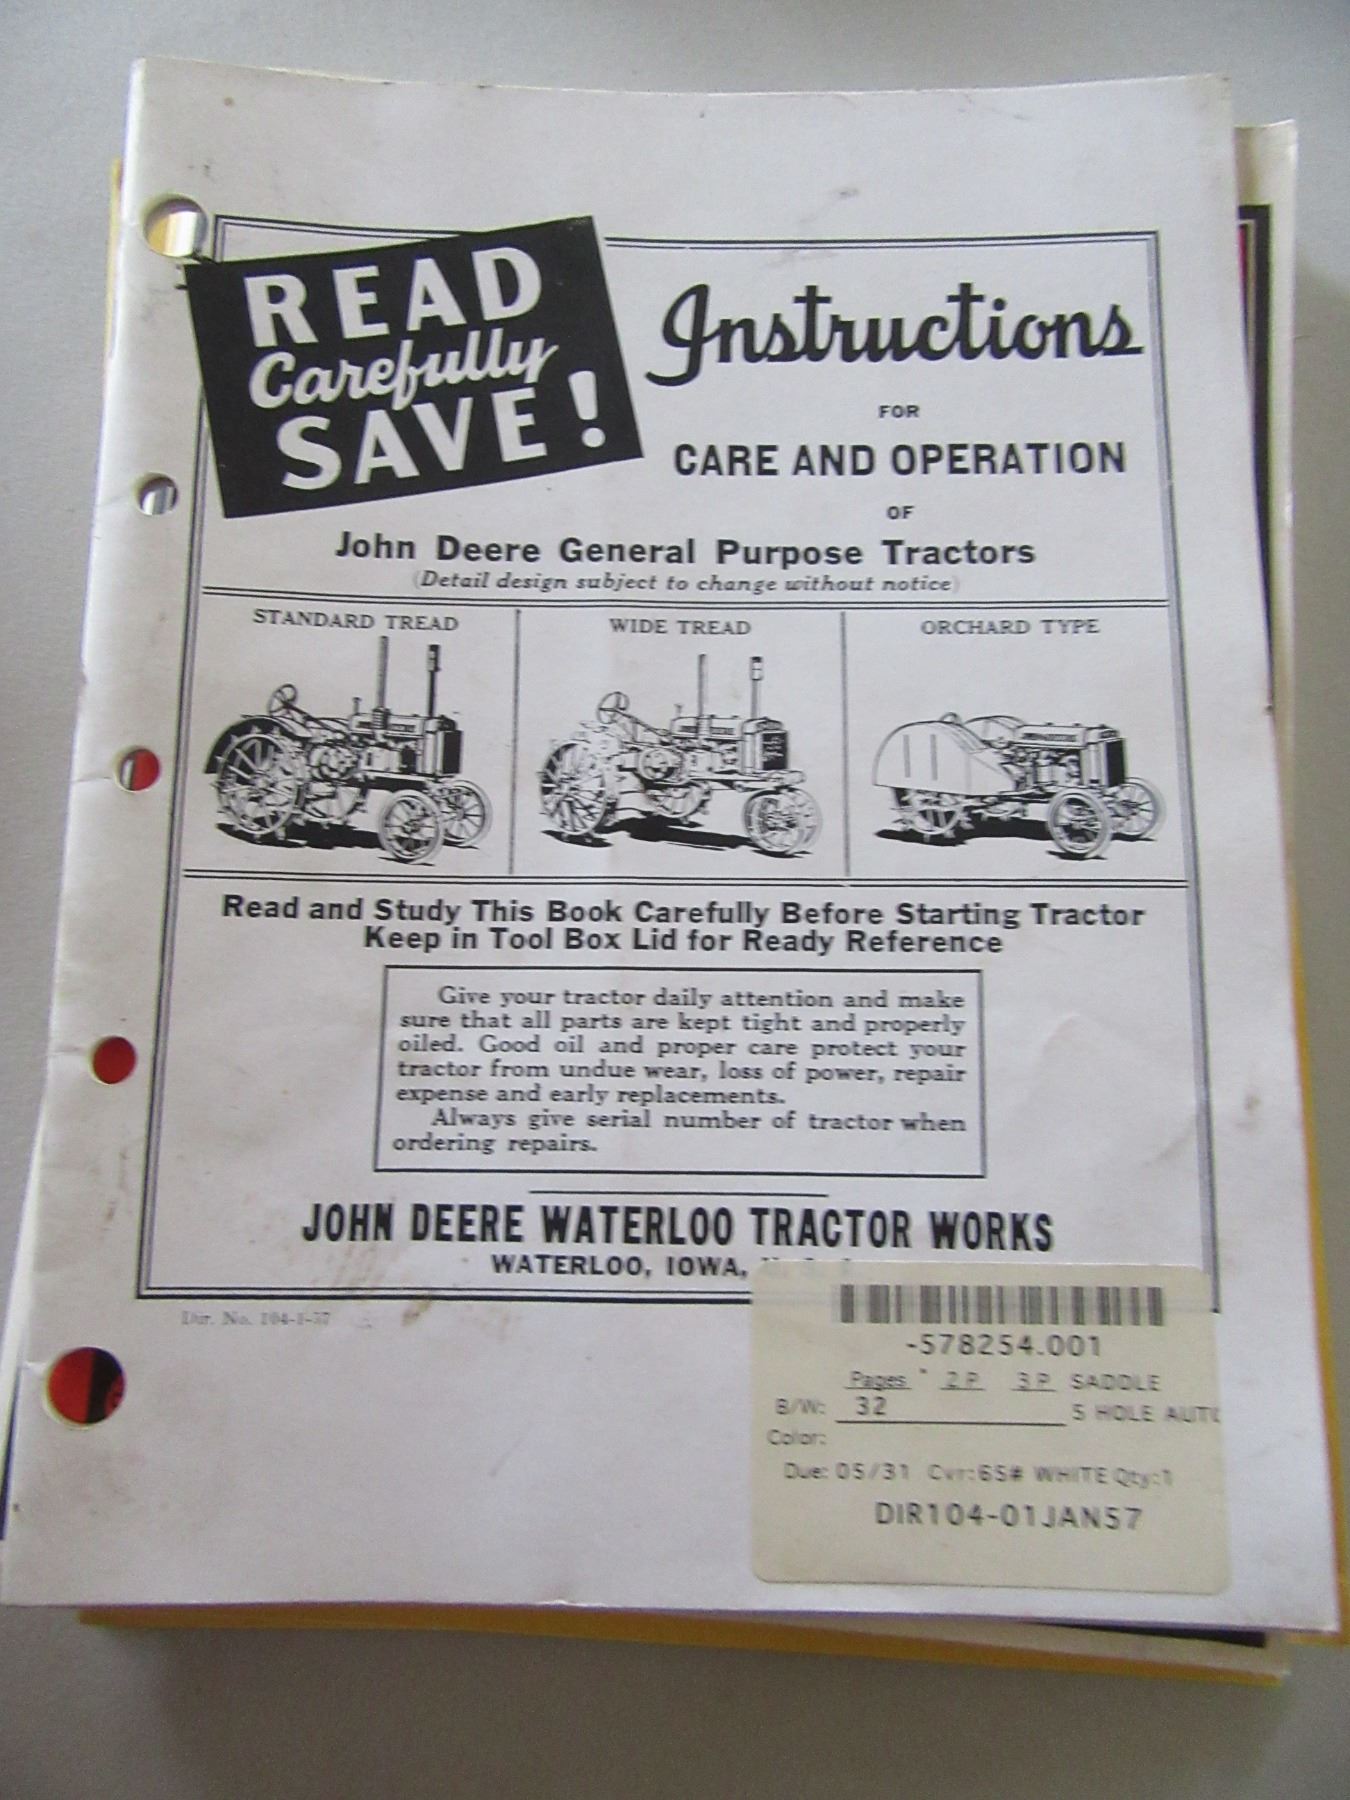 READ
Carefully
SAVE!
Instructions
FOR
CARE AND OPERATION
OF
John Deere General Purpose Tractors
(Detail design subject to change without notice)
STANDARD TREAD
WIDE TREAD
ORCHARD TYPE
Read and Study This Book Carefully Before Starting Tractor
Keep in Tool Box Lid for Ready Reference
Give your tractor daily attention and make
sure that all parts are kept tight and properly
oiled. Good oil and proper care protect your
tractor from undue wear, loss of power, repair
expense and early replacements.
Always give serial number of tractor when
ordering repairs.
JOHN DEERE WATERLOO TRACTOR WORKS
WATERLOO, IOWA,
Dir. No. 104-1-57
-578254.001
Pages 2P 3P SADDLE
B/W: 32 5 HOLE AUTO
Color:
Due: 05/31 Cvr:65# WHITE Qty:1
DIR104-01JAN57